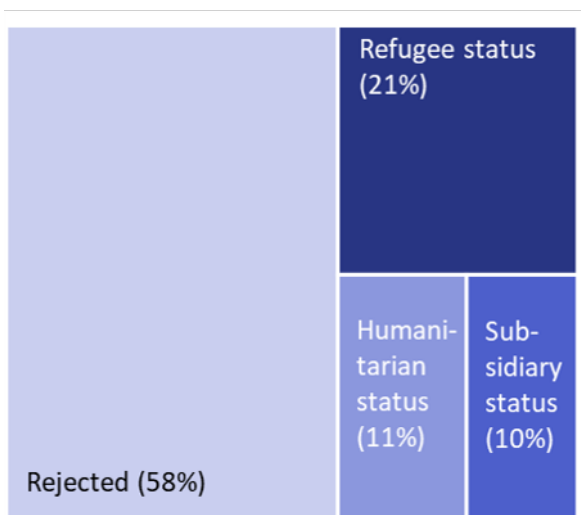 Refugee status
(21%)
Humani-
tarian
status
(11%)
Sub-
sidiary
status
(10%)
Rejected (58%)